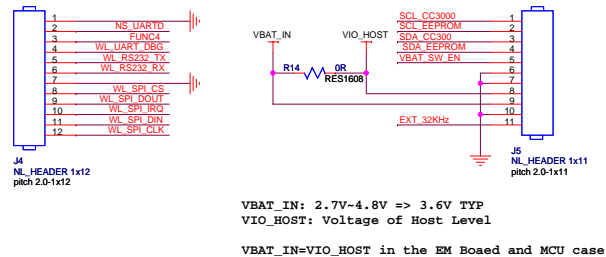 1
NS_UARTD
2
FUNC4
3
WL_UART_DBG
4
WL_RS232_TX
5
WL_RS232_RX
6
7
WL_SPI_CS
8
WL_SPI_DOUT
9
WL_SPI_IRQ
10
WL_SPI_DIN
11
WL_SPI_CLK
12
J4
NL_HEADER 1x12
pitch 2.0-1x12
VBAT_IN
VIO_HOST
R14
0R
RES1608
SCL_CC3000
1
SCL_EEPROM
2
SDA_CC300
3
SDA_EEPROM
4
VBAT_SW_EN
5
6
7
8
9
10
EXT_32KHz
11
J5
NL_HEADER 1x11
pitch 2.0-1x11
VBAT_IN: 2.7V~4.8V => 3.6V TYP
VIO_HOST: Voltage of Host Level
VBAT_IN=VIO_HOST in the EM Boaed and MCU case